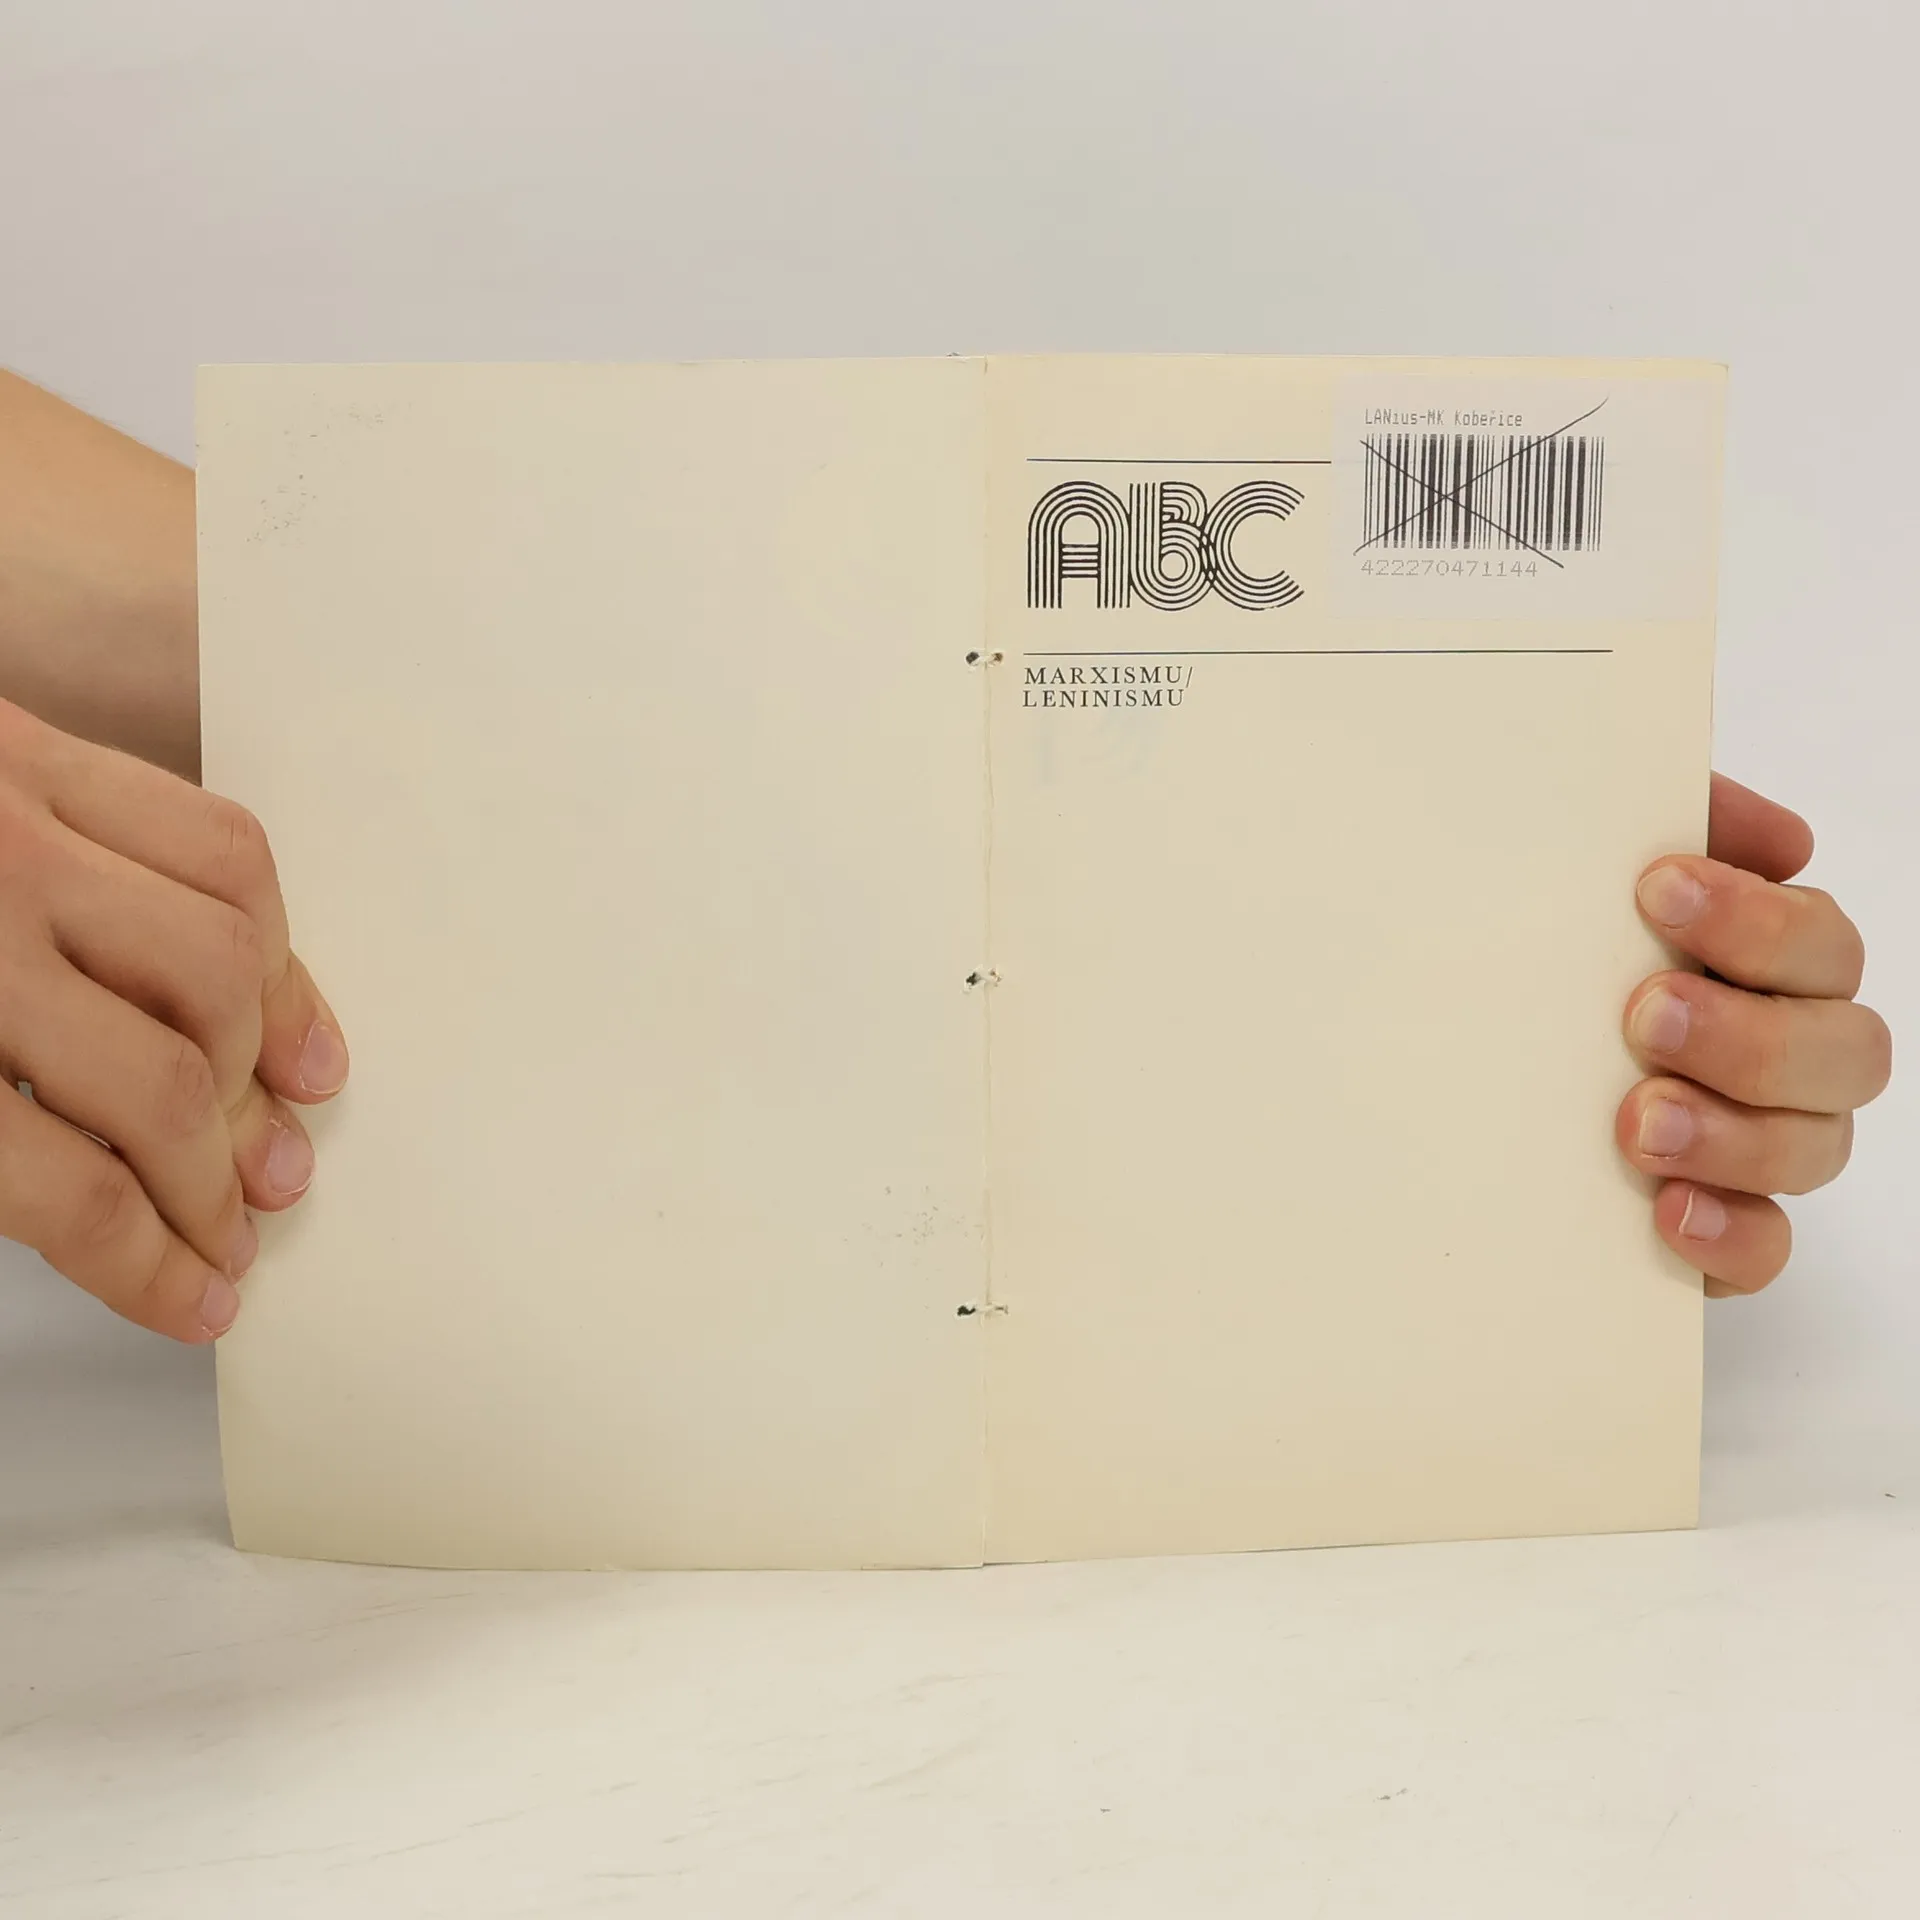 LANius-MK Kobeřice
422270471144
ABC
MARXISMU/
LENINISMU